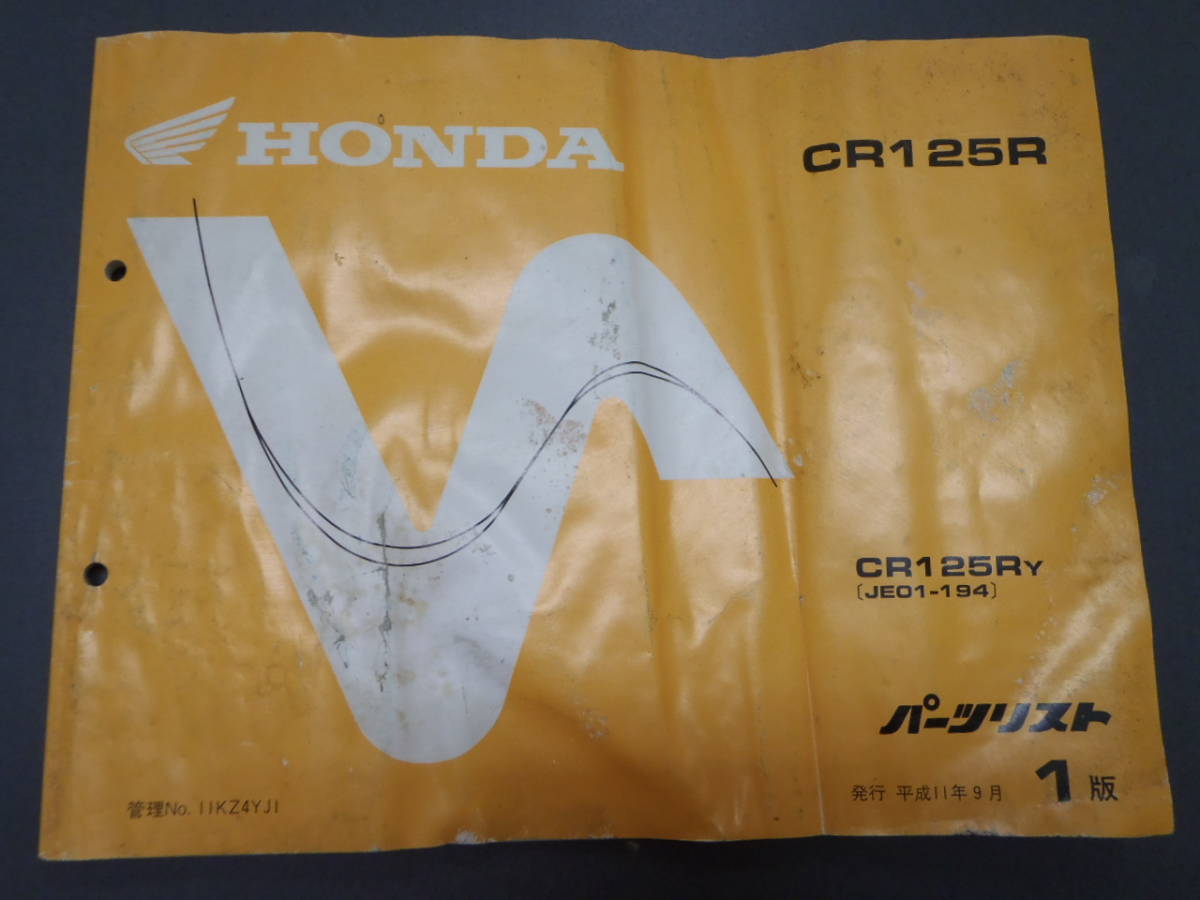 HONDA
CR125R
CR125RY
〔JE01-194〕
パーツリスト
発行 平成11年9月 1版
管理No. 11KZ4YJ1